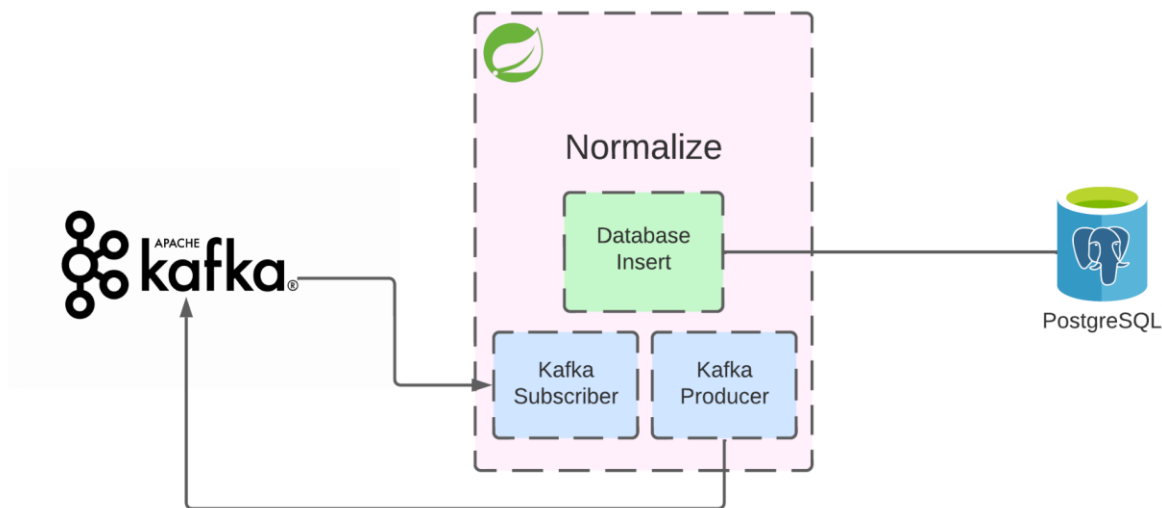 Normalize
Database
Insert
APACHE
kafka®
PostgreSQL
Kafka
Subscriber
Kafka
Producer